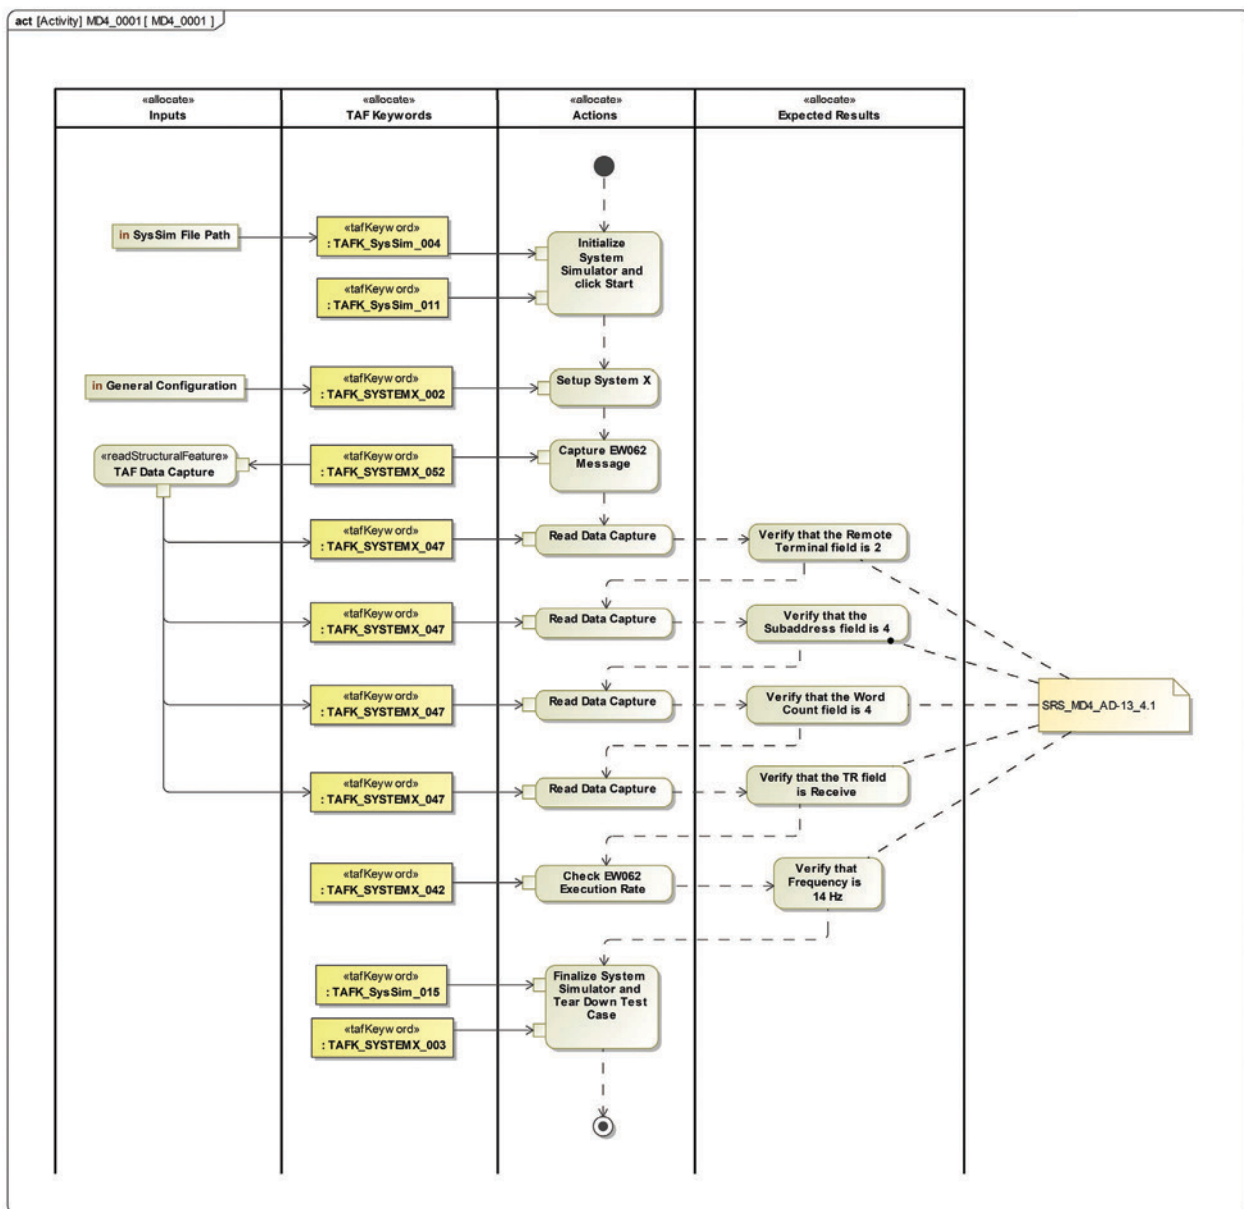 act [Activity] MD4_0001 [ MD4_0001 ]
«allocate»
Inputs
«allocate»
TAF Keywords
«allocate»
Actions
«allocate»
Expected Results
in SysSim File Path
«tafKeyword»
: TAFK_SysSim_004
«tafKeyword»
: TAFK_SysSim_011
Initialize
System
Simulator and
click Start
in General Configuration
«tafKeyword»
: TAFK_SYSTEMX_002
Setup System X
«readStructuralFeature»
TAF Data Capture
«tafKeyword»
: TAFK_SYSTEMX_052
Capture EW062
Message
«tafKeyword»
: TAFK_SYSTEMX_047
Read Data Capture
Verify that the Remote
Terminal field is 2
«tafKeyword»
: TAFK_SYSTEMX_047
Read Data Capture
Verify that the
Subaddress field is 4
«tafKeyword»
: TAFK_SYSTEMX_047
Read Data Capture
Verify that the Word
Count field is 4
SRS_MD4_AD-13_4.1
«tafKeyword»
: TAFK_SYSTEMX_047
Read Data Capture
Verify that the TR field
is Receive
«tafKeyword»
: TAFK_SYSTEMX_042
Check EW062
Execution Rate
Verify that
Frequency is
14 Hz
«tafKeyword»
: TAFK_SysSim_015
«tafKeyword»
: TAFK_SYSTEMX_003
Finalize System
Simulator and
Tear Down Test
Case